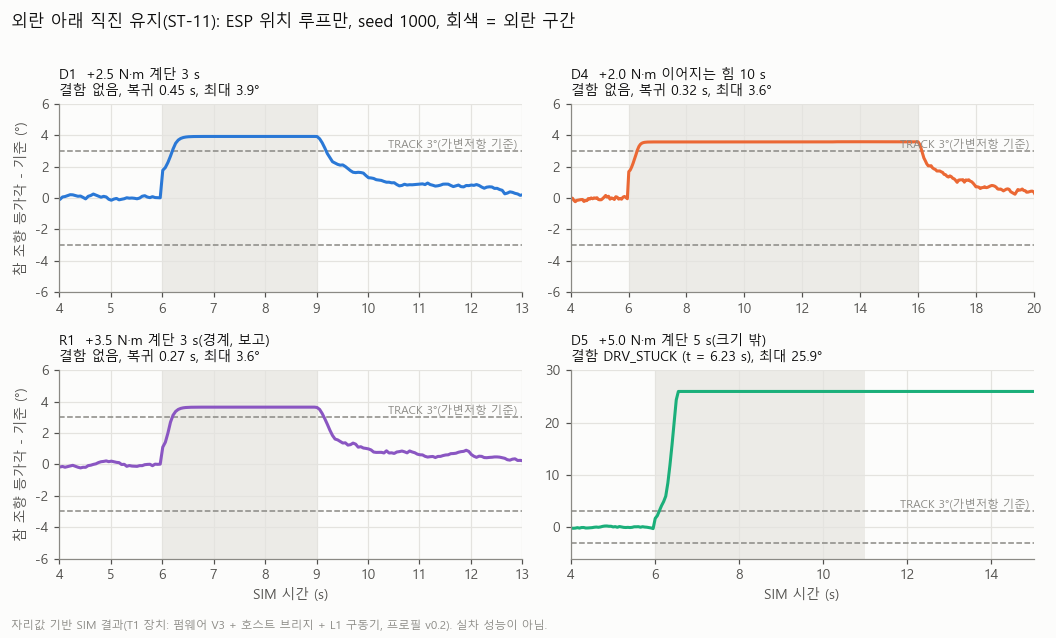 외란 아래 직진 유지(ST-11): ESP 위치 루프만, seed 1000, 회색 = 외란 구간
D1   +2.5 N·m 계단 3 s
결함 없음, 복귀 0.45 s, 최대 3.9°
참 조향 등가각 - 기준 (°)
6
4
2
0
-2
-4
-6
TRACK 3°(가변저항 기준)
4 5 6 7 8 9 10 11 12 13
D4   +2.0 N·m 이어지는 힘 10 s
결함 없음, 복귀 0.32 s, 최대 3.6°
6
4
2
0
-2
-4
-6
TRACK 3°(가변저항 기준)
4 6 8 10 12 14 16 18 20
R1   +3.5 N·m 계단 3 s(경계, 보고)
결함 없음, 복귀 0.27 s, 최대 3.6°
참 조향 등가각 - 기준 (°)
6
4
2
0
-2
-4
-6
TRACK 3°(가변저항 기준)
4 5 6 7 8 9 10 11 12 13
SIM 시간 (s)
D5   +5.0 N·m 계단 5 s(크기 밖)
결함 DRV_STUCK (t = 6.23 s), 최대 25.9°
30
20
10
0
TRACK 3°(가변저항 기준)
4 6 8 10 12 14
SIM 시간 (s)
자리값 기반 SIM 결과(T1 장치: 펌웨어 V3 + 호스트 브리지 + L1 구동기, 프로필 v0.2). 실차 성능이 아님.